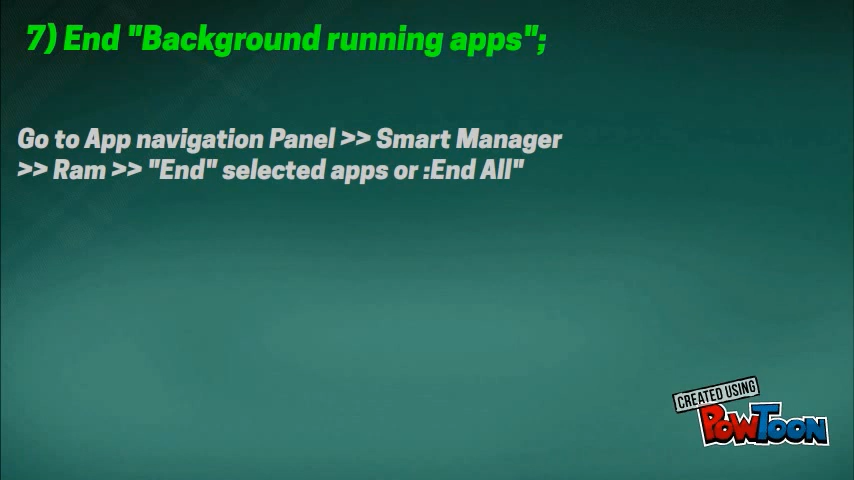 7) End "Background running apps";
Go to App navigation Panel >> Smart Manager
>> Ram >> "End" selected apps or :End All"
CREATED USING
POWTOON